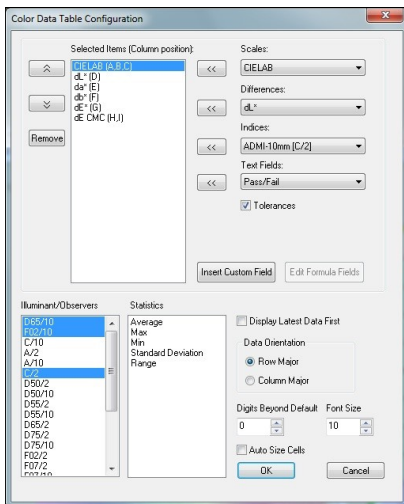 Color Data Table Configuration
Selected Items (Column position):
CIELAB (A,B,C)
dL* (D)
da* (E)
db* (F)
dE* (G)
dE CMC (H,I)
Remove
<<
<<
<<
<<
Scales:
CIELAB
Differences:
dL*
Indices:
ADMI-10mm [C/2]
Text Fields:
Pass/Fail
Tolerances
Insert Custom Field
Edit Formula Fields
Illuminant/Observers
D65/10
F02/10
C/10
A/2
A/10
C/2
D50/2
D50/10
D55/2
D55/10
D65/2
D75/2
D75/10
F02/2
F07/2
F07/10
Statistics
Average
Max
Min
Standard Deviation
Range
Display Latest Data First
Data Orientation
Row Major
Column Major
Digits Beyond Default
Font Size
0
10
Auto Size Cells
OK
Cancel